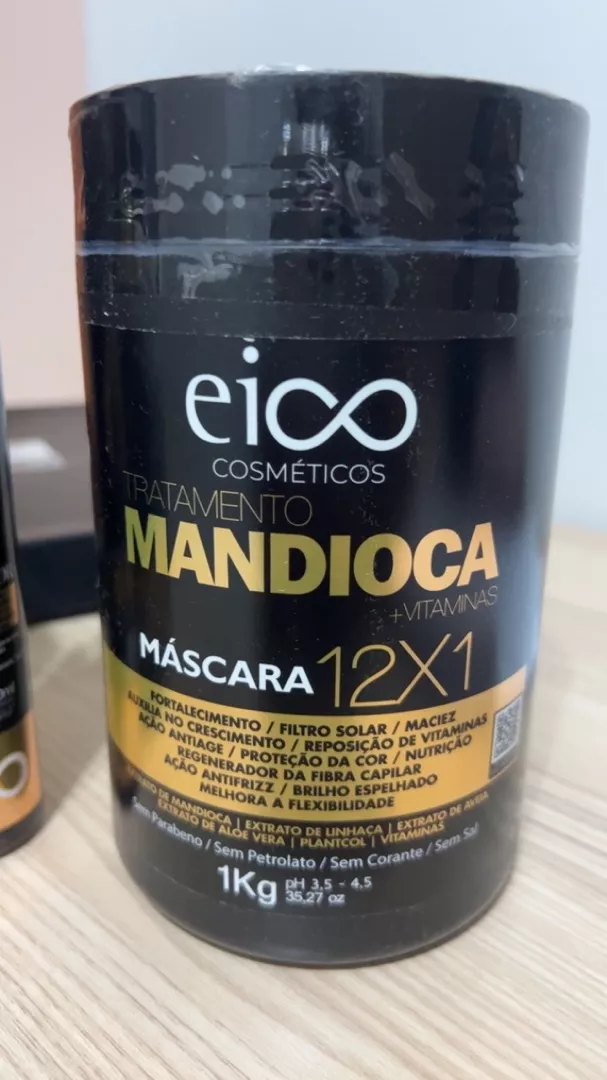 eico
COSMÉTICOS
TRATAMENTO
MANDIOCA
+VITAMINAS
MÁSCARA 12X1
FORTALECIMENTO / FILTRO SOLAR / MACIEZ
AUXILIA NO CRESCIMENTO / REPOSIÇÃO DE VITAMINAS
AÇÃO ANTIAGE / PROTEÇÃO DA COR / NUTRIÇÃO
REGENERADOR DA FIBRA CAPILAR
AÇÃO ANTIFRIZZ / BRILHO ESPELHADO
MELHORA A FLEXIBILIDADE
EXTRATO DE MANDIOCA | EXTRATO DE LINHAÇA | EXTRATO DE AVEIA
EXTRATO DE ALOE VERA | PLANTCOL | VITAMINAS
Sem Parabeno / Sem Petrolato / Sem Corante / Sem Sal
1Kg pH 3,5 - 4,5
35,27 oz